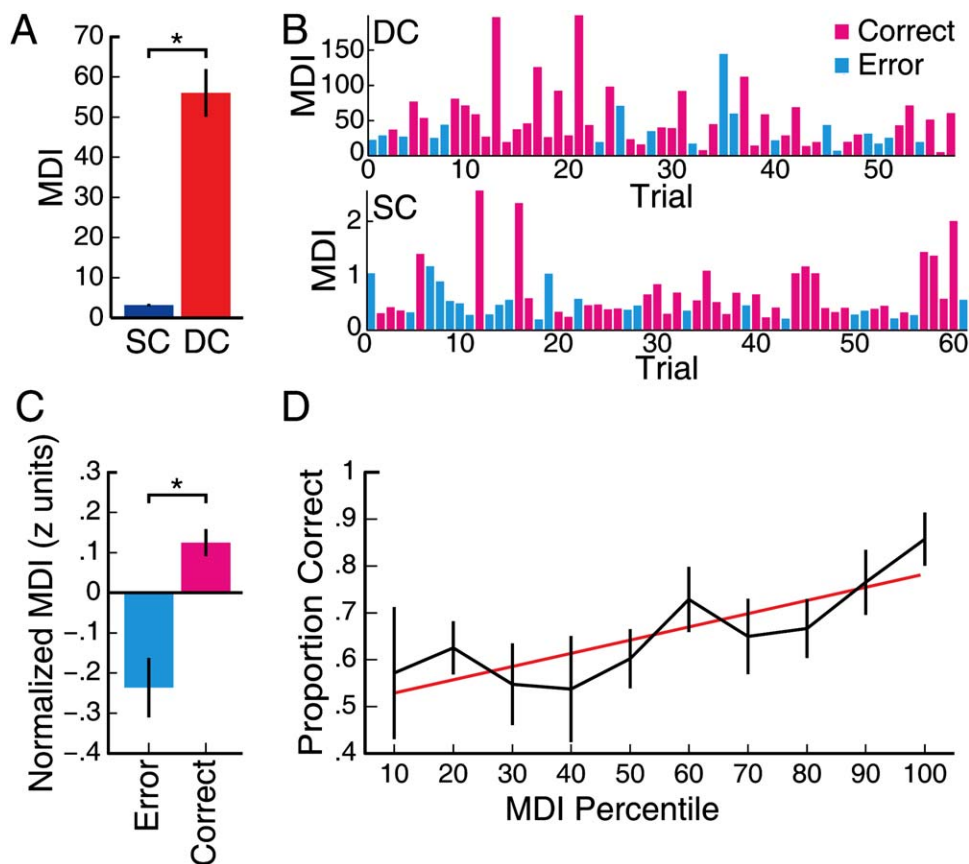 A
*
MDI
70
60
50
40
30
20
10
0
SC DC
B
DC
Correct
Error
MDI
150
100
50
0
0 10 20 30 40 50
Trial
SC
MDI
2
1
0
0 10 20 30 40 50 60
Trial
C
Normalized MDI (z units)
.3
.2
.1
0
-.1
-.2
-.3
-.4
*
Error
Correct
D
Proportion Correct
1
.9
.8
.7
.6
.5
.4
10 20 30 40 50 60 70 80 90 100
MDI Percentile